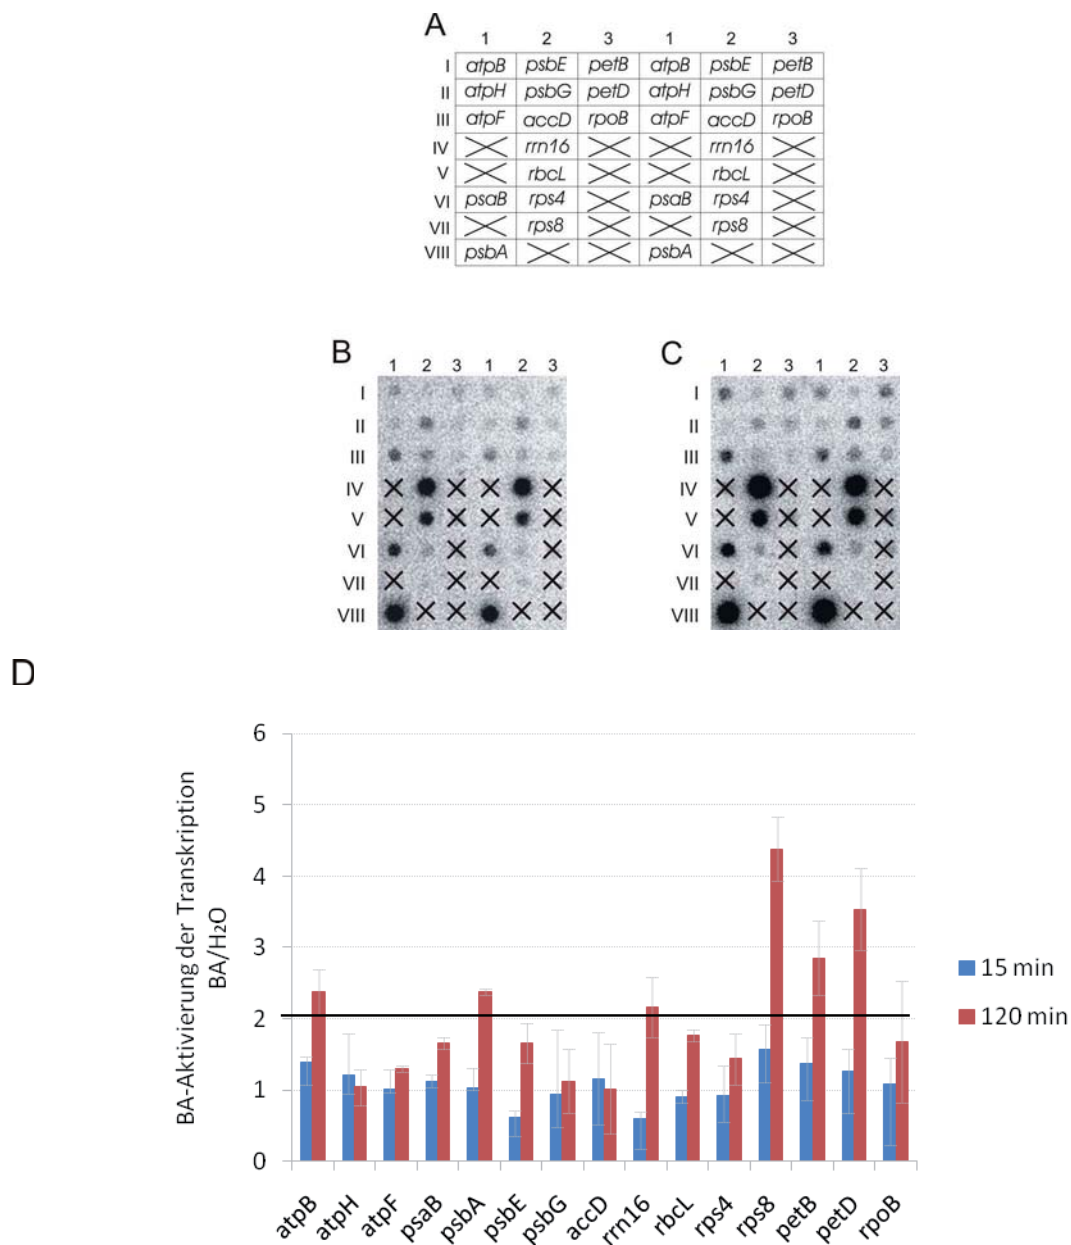 A
1 2 3 1 2 3
I atpB psbE petB atpB psbE petB
II atpH psbG petD atpH psbG petD
III atpF accD rpoB atpF accD rpoB
IV rrn16 rrn16
V rbcL rbcL
VI psaB rps4 psaB rps4
VII rps8 rps8
VIII psbA psbA
B
1 2 3 1 2 3
I
II
III
IV
V
VI
VII
VIII
C
1 2 3 1 2 3
I
II
III
IV
V
VI
VII
VIII
D
BA-Aktivierung der Transkription
BA/H2O
6
5
4
3
2
1
0
atpB atpH atpF psaB psbA psbE psbG accD rrn16 rbcL rps4 rps8 petB petD rpoB
15 min
120 min